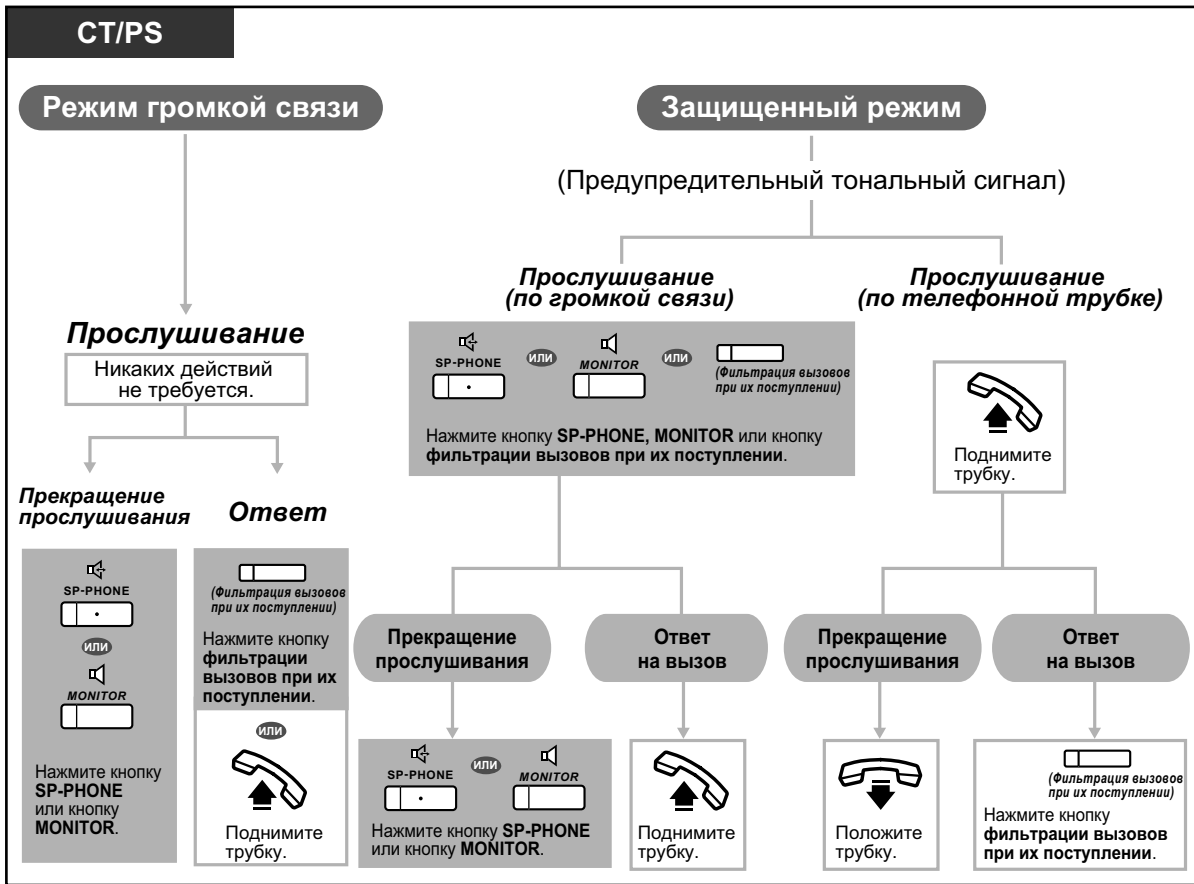 CT/PS
Режим громкой связи
Прослушивание
Никаких действий
не требуется.
Прекращение
прослушивания
SP-PHONE
или
MONITOR
Нажмите кнопку
SP-PHONE
или кнопку
MONITOR.
Ответ
(Фильтрация вызовов
при их поступлении)
Нажмите кнопку
фильтрации
вызовов при их
поступлении.
или
Поднимите
трубку.
Защищенный режим
(Предупредительный тональный сигнал)
Прослушивание
(по громкой связи)
SP-PHONE
или
MONITOR
или
(Фильтрация вызовов
при их поступлении)
Нажмите кнопку SP-PHONE, MONITOR или кнопку
фильтрации вызовов при их поступлении.
Прекращение
прослушивания
SP-PHONE
или
MONITOR
Нажмите кнопку SP-PHONE
или кнопку MONITOR.
Ответ
на вызов
Поднимите
трубку.
Прослушивание
(по телефонной трубке)
Поднимите
трубку.
Прекращение
прослушивания
Положите
трубку.
Ответ
на вызов
(Фильтрация вызовов
при их поступлении)
Нажмите кнопку
фильтрации вызовов
при их поступлении.